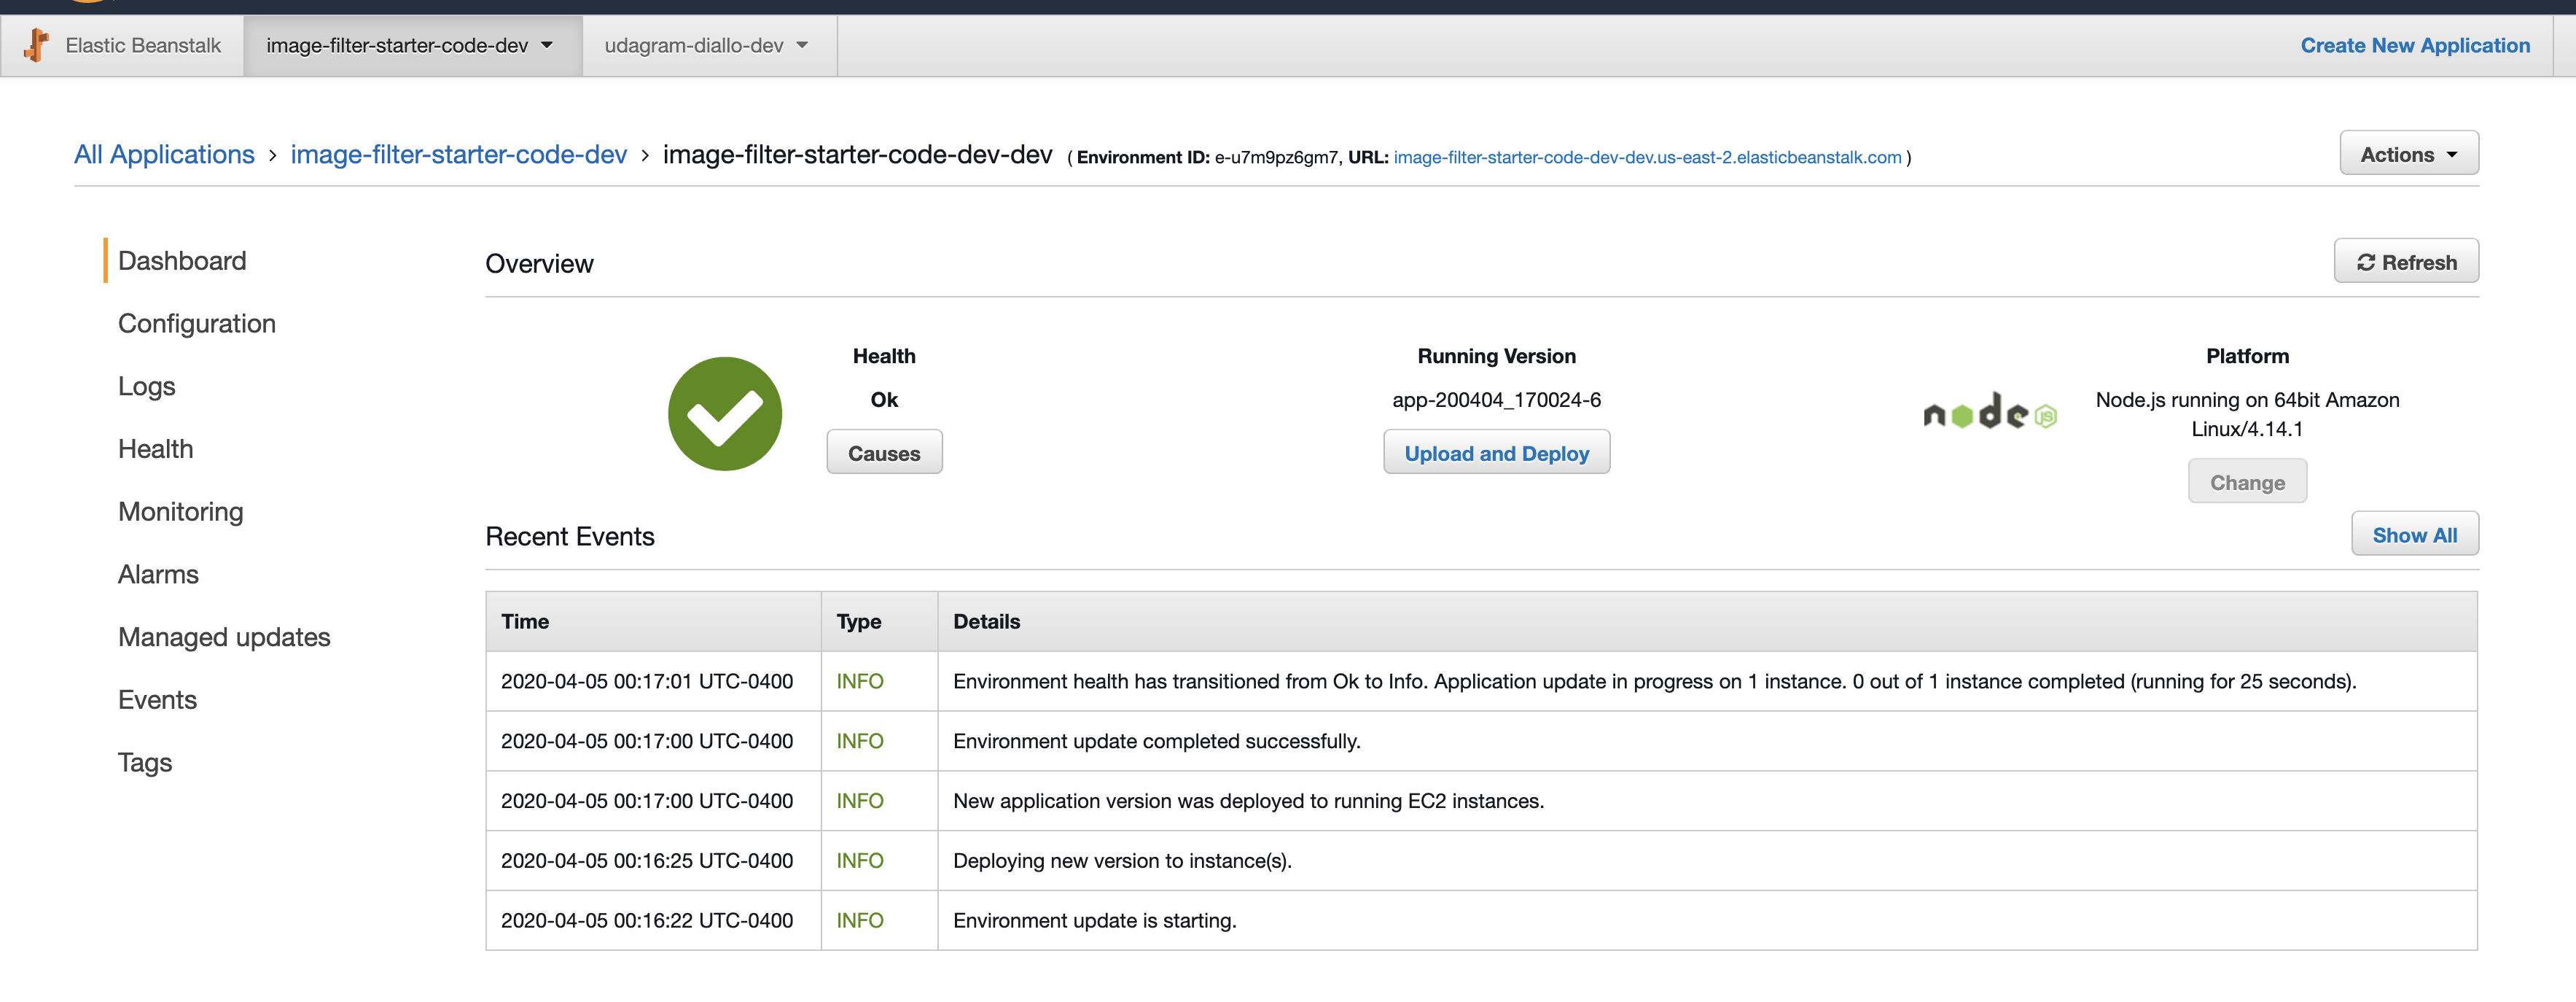 Elastic Beanstalk image-filter-starter-code-dev udagram-diallo-dev Create New Application
All Applications › image-filter-starter-code-dev › image-filter-starter-code-dev-dev ( Environment ID: e-u7m9pz6gm7, URL: image-filter-starter-code-dev-dev.us-east-2.elasticbeanstalk.com ) Actions
Dashboard
Configuration
Logs
Health
Monitoring
Alarms
Managed updates
Events
Tags
Overview Refresh
Health
Ok
Causes
Running Version
app-200404_170024-6
Upload and Deploy
node JS
Platform
Node.js running on 64bit Amazon
Linux/4.14.1
Change
Recent Events Show All
Time Type Details
2020-04-05 00:17:01 UTC-0400 INFO Environment health has transitioned from Ok to Info. Application update in progress on 1 instance. 0 out of 1 instance completed (running for 25 seconds).
2020-04-05 00:17:00 UTC-0400 INFO Environment update completed successfully.
2020-04-05 00:17:00 UTC-0400 INFO New application version was deployed to running EC2 instances.
2020-04-05 00:16:25 UTC-0400 INFO Deploying new version to instance(s).
2020-04-05 00:16:22 UTC-0400 INFO Environment update is starting.